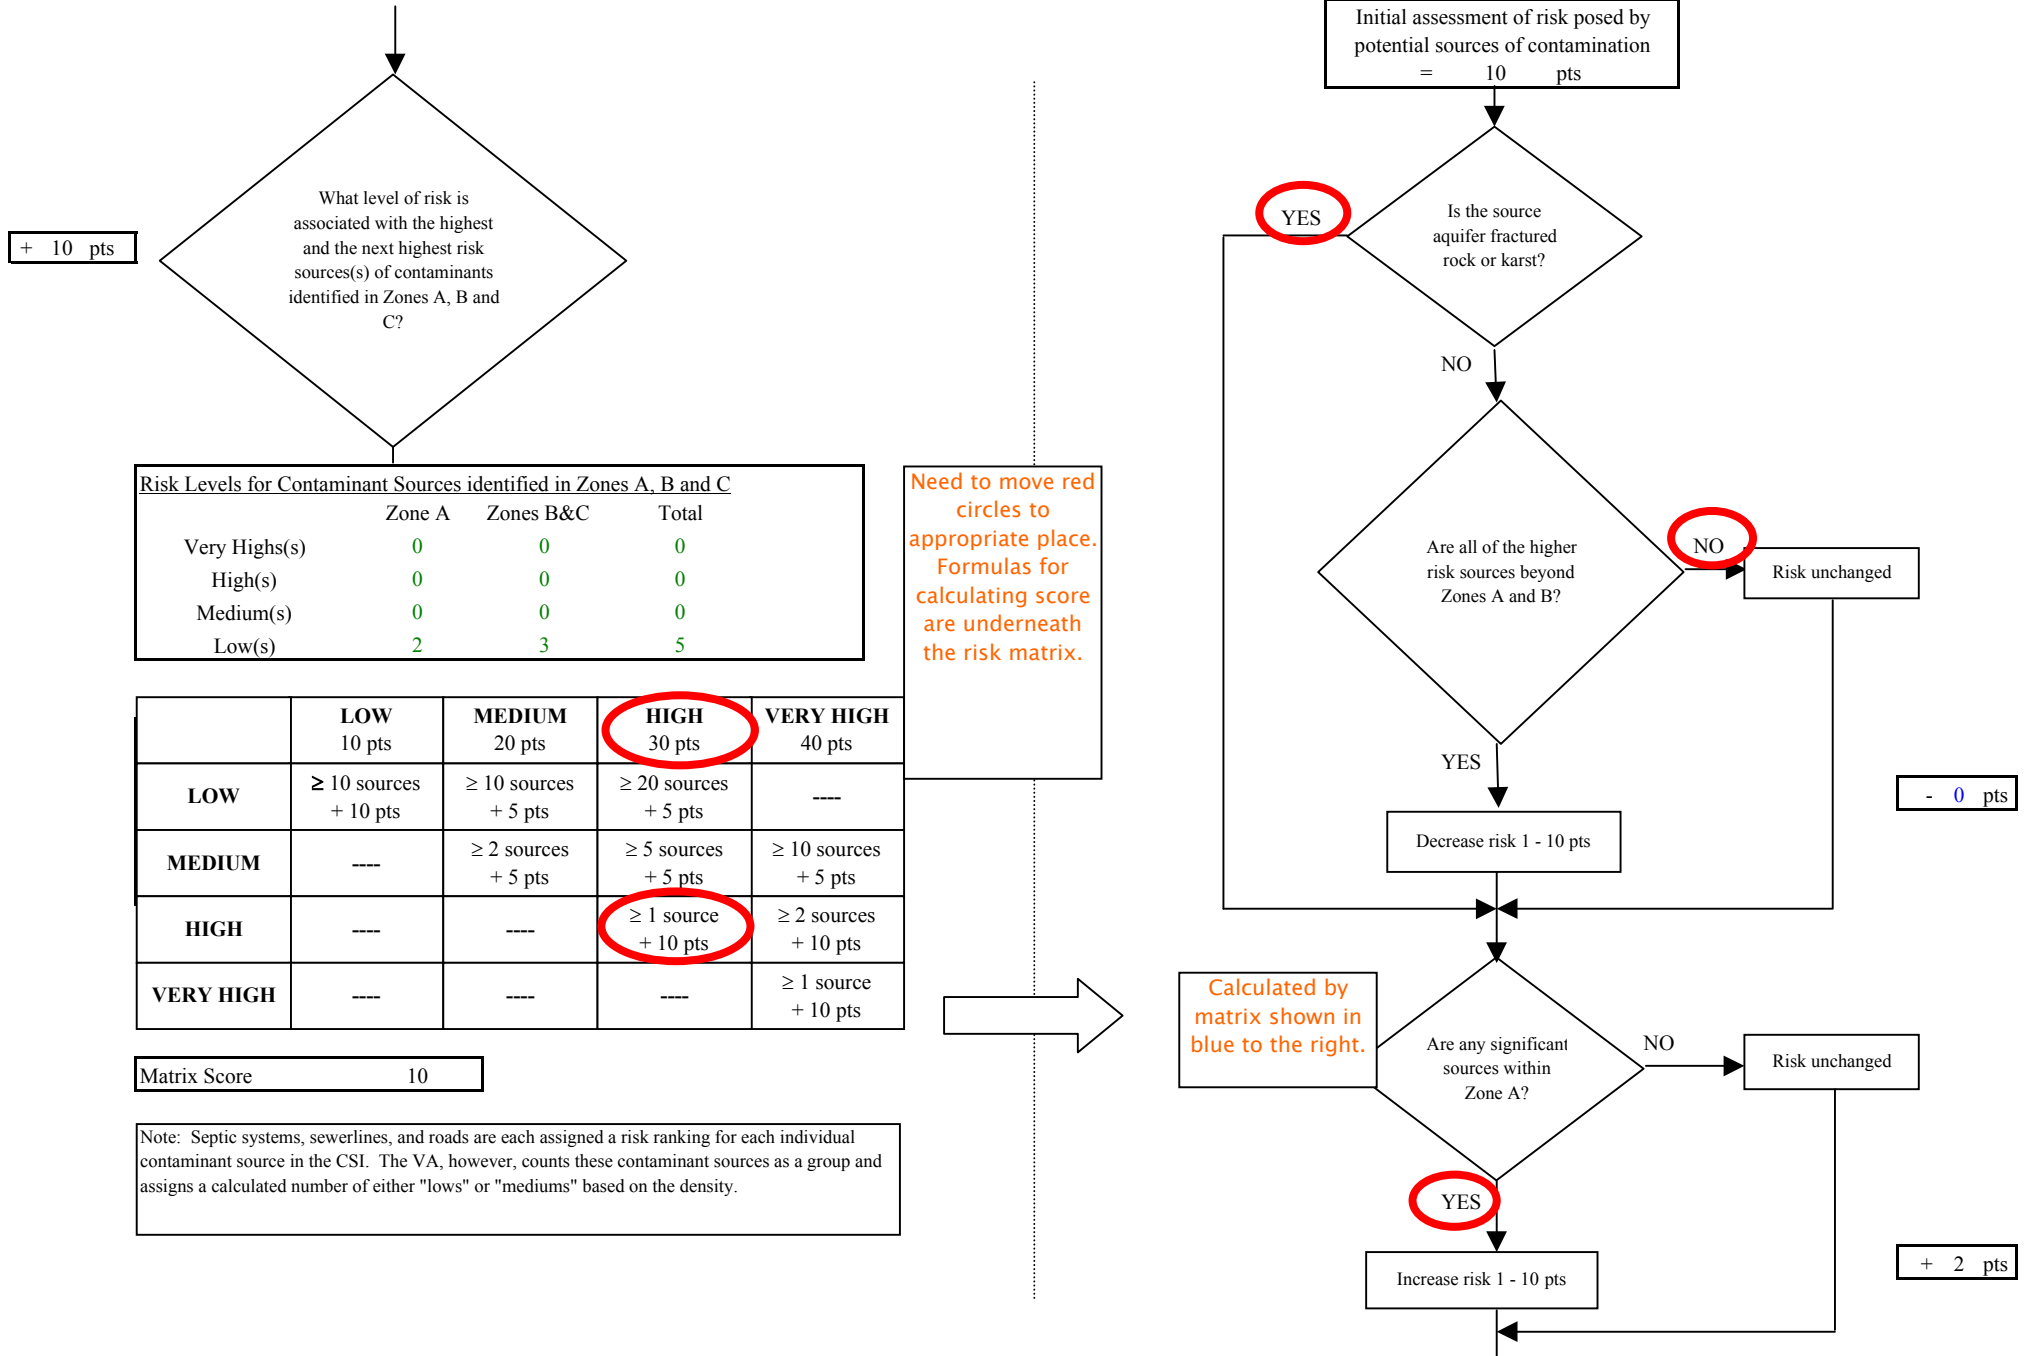 + 10 pts
What level of risk is
associated with the highest
and the next highest risk
sources(s) of contaminants
identified in Zones A, B and
C?
Risk Levels for Contaminant Sources identified in Zones A, B and C
Zone A Zones B&C Total
Very Highs(s) 0 0 0
High(s) 0 0 0
Medium(s) 0 0 0
Low(s) 2 3 5
LOW MEDIUM HIGH VERY HIGH
10 pts 20 pts 30 pts 40 pts
LOW
≥ 10 sources ≥ 10 sources ≥ 20 sources ----
+ 10 pts + 5 pts + 5 pts
MEDIUM
---- ≥ 2 sources ≥ 5 sources ≥ 10 sources
+ 5 pts + 5 pts + 5 pts
HIGH
---- ---- ≥ 1 source ≥ 2 sources
+ 10 pts + 10 pts
VERY HIGH
---- ---- ---- ≥ 1 source
+ 10 pts
Matrix Score 10
Note: Septic systems, sewerlines, and roads are each assigned a risk ranking for each individual
contaminant source in the CSI. The VA, however, counts these contaminant sources as a group and
assigns a calculated number of either "lows" or "mediums" based on the density.
Need to move red
circles to
appropriate place.
Formulas for
calculating score
are underneath
the risk matrix.
Initial assessment of risk posed by
potential sources of contamination
= 10 pts
Is the source
aquifer fractured
rock or karst?
YES
NO
Are all of the higher
risk sources beyond
Zones A and B?
NO
Risk unchanged
YES
Decrease risk 1 - 10 pts
- 0 pts
Calculated by
matrix shown in
blue to the right.
Are any significant
sources within
Zone A?
NO
Risk unchanged
YES
Increase risk 1 - 10 pts
+ 2 pts